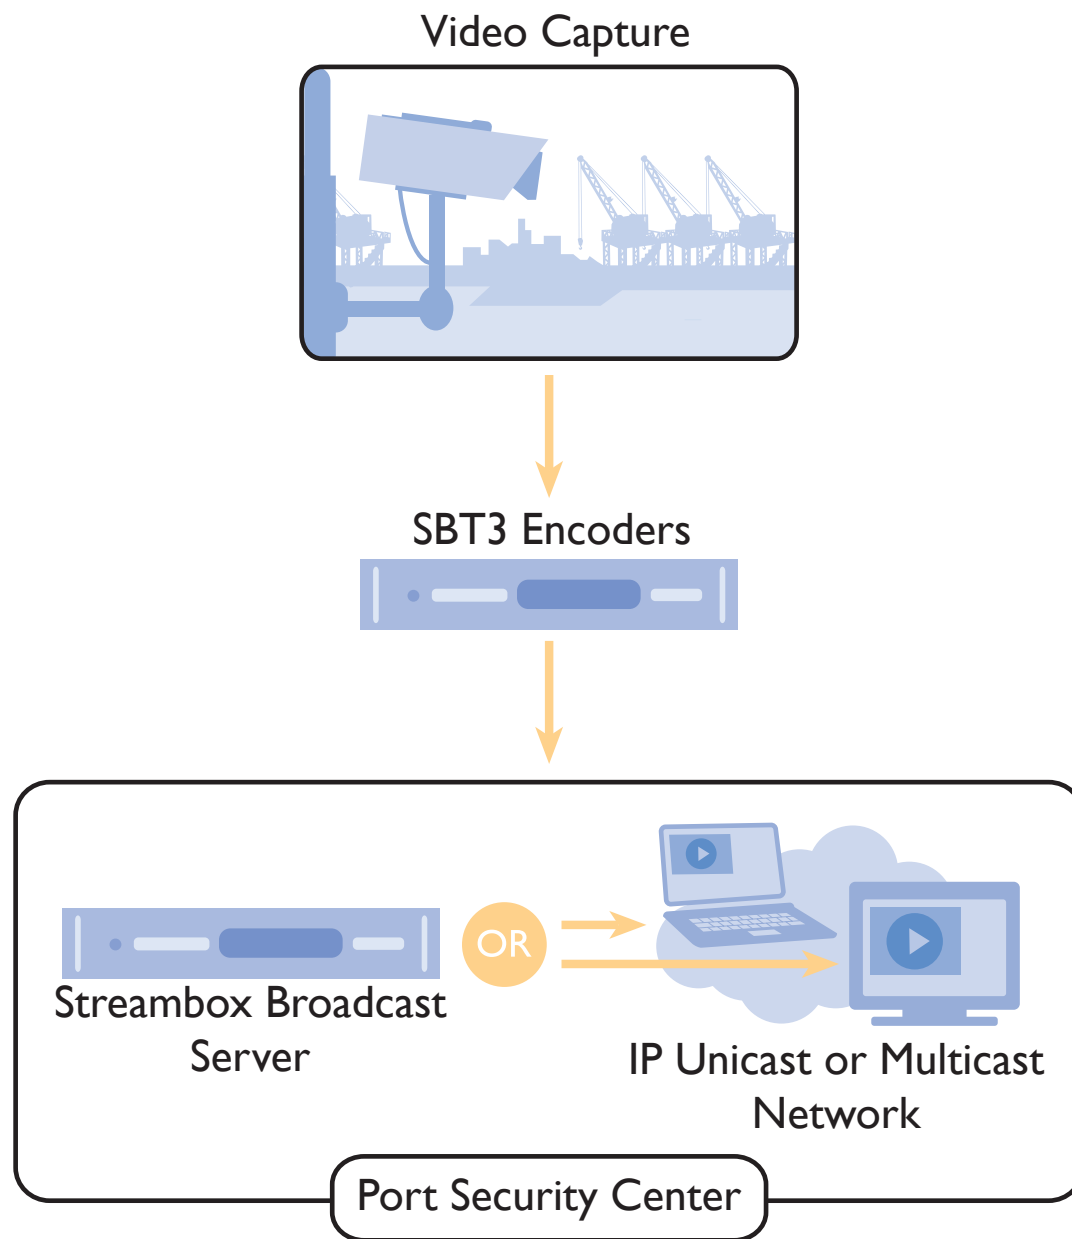 Video Capture
SBT3 Encoders
OR
Streambox Broadcast
Server
IP Unicast or Multicast
Network
Port Security Center